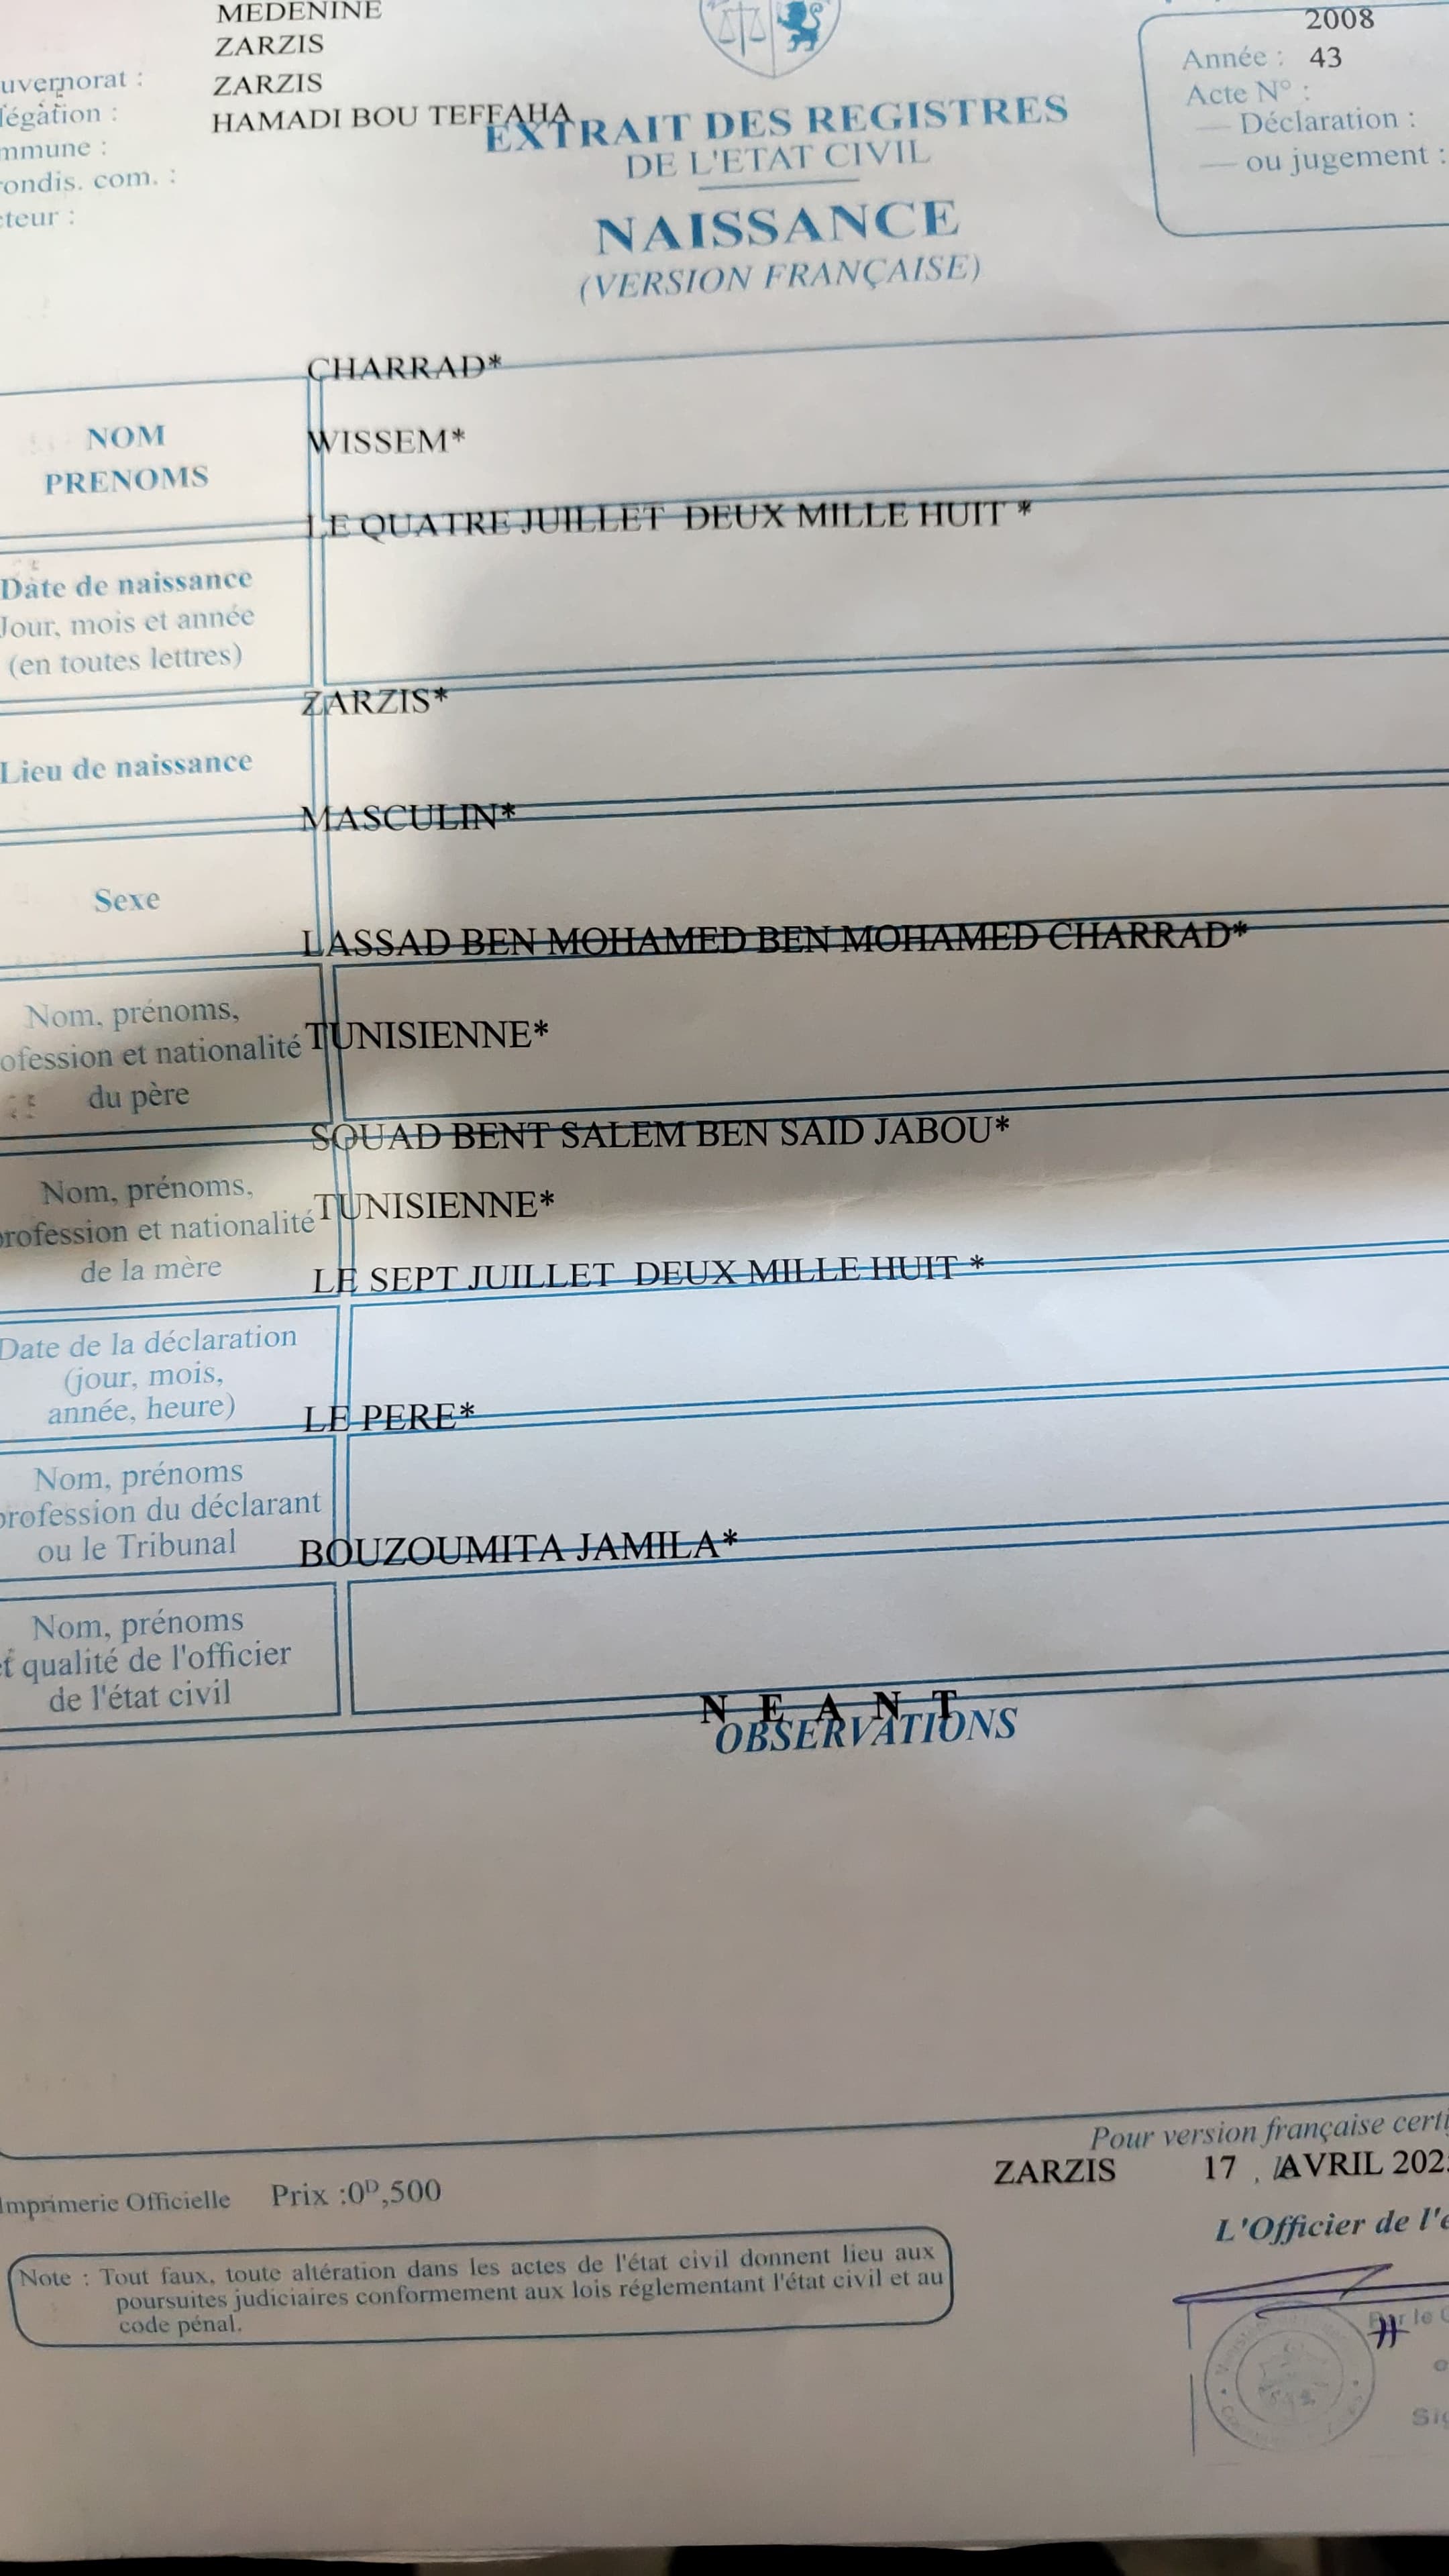 MEDENINE
ZARZIS
uvernorat : ZARZIS
légation : HAMADI BOU TEFFAHA
mmune :
ondis. com. :
cteur :
EXTRAIT DES REGISTRES
DE L'ETAT CIVIL
NAISSANCE
(VERSION FRANÇAISE)
2008
Année : 43
Acte N° :
— Déclaration :
— ou jugement :
CHARRAD*
NOM
PRENOMS
WISSEM*
LE QUATRE JUILLET DEUX MILLE HUIT *
Date de naissance
Jour, mois et année
(en toutes lettres)
ZARZIS*
Lieu de naissance
MASCULIN*
Sexe
LASSAD BEN MOHAMED BEN MOHAMED CHARRAD*
Nom, prénoms,
ofession et nationalité
du père
TUNISIENNE*
SOUAD BENT SALEM BEN SAID JABOU*
Nom, prénoms,
profession et nationalité
de la mère
TUNISIENNE*
LE SEPT JUILLET DEUX MILLE HUIT *
Date de la déclaration
(jour, mois,
année, heure)
LE PERE*
Nom, prénoms
profession du déclarant
ou le Tribunal
BOUZOUMITA JAMILA*
Nom, prénoms
et qualité de l'officier
de l'état civil
N E A N T
OBSERVATIONS
Pour version française certi
ZARZIS 17 AVRIL 202
L'Officier de l'é
Imprimerie Officielle Prix :0ᴰ,500
Note : Tout faux, toute altération dans les actes de l'état civil donnent lieu aux
poursuites judiciaires conformement aux lois réglementant l'état civil et au
code pénal.